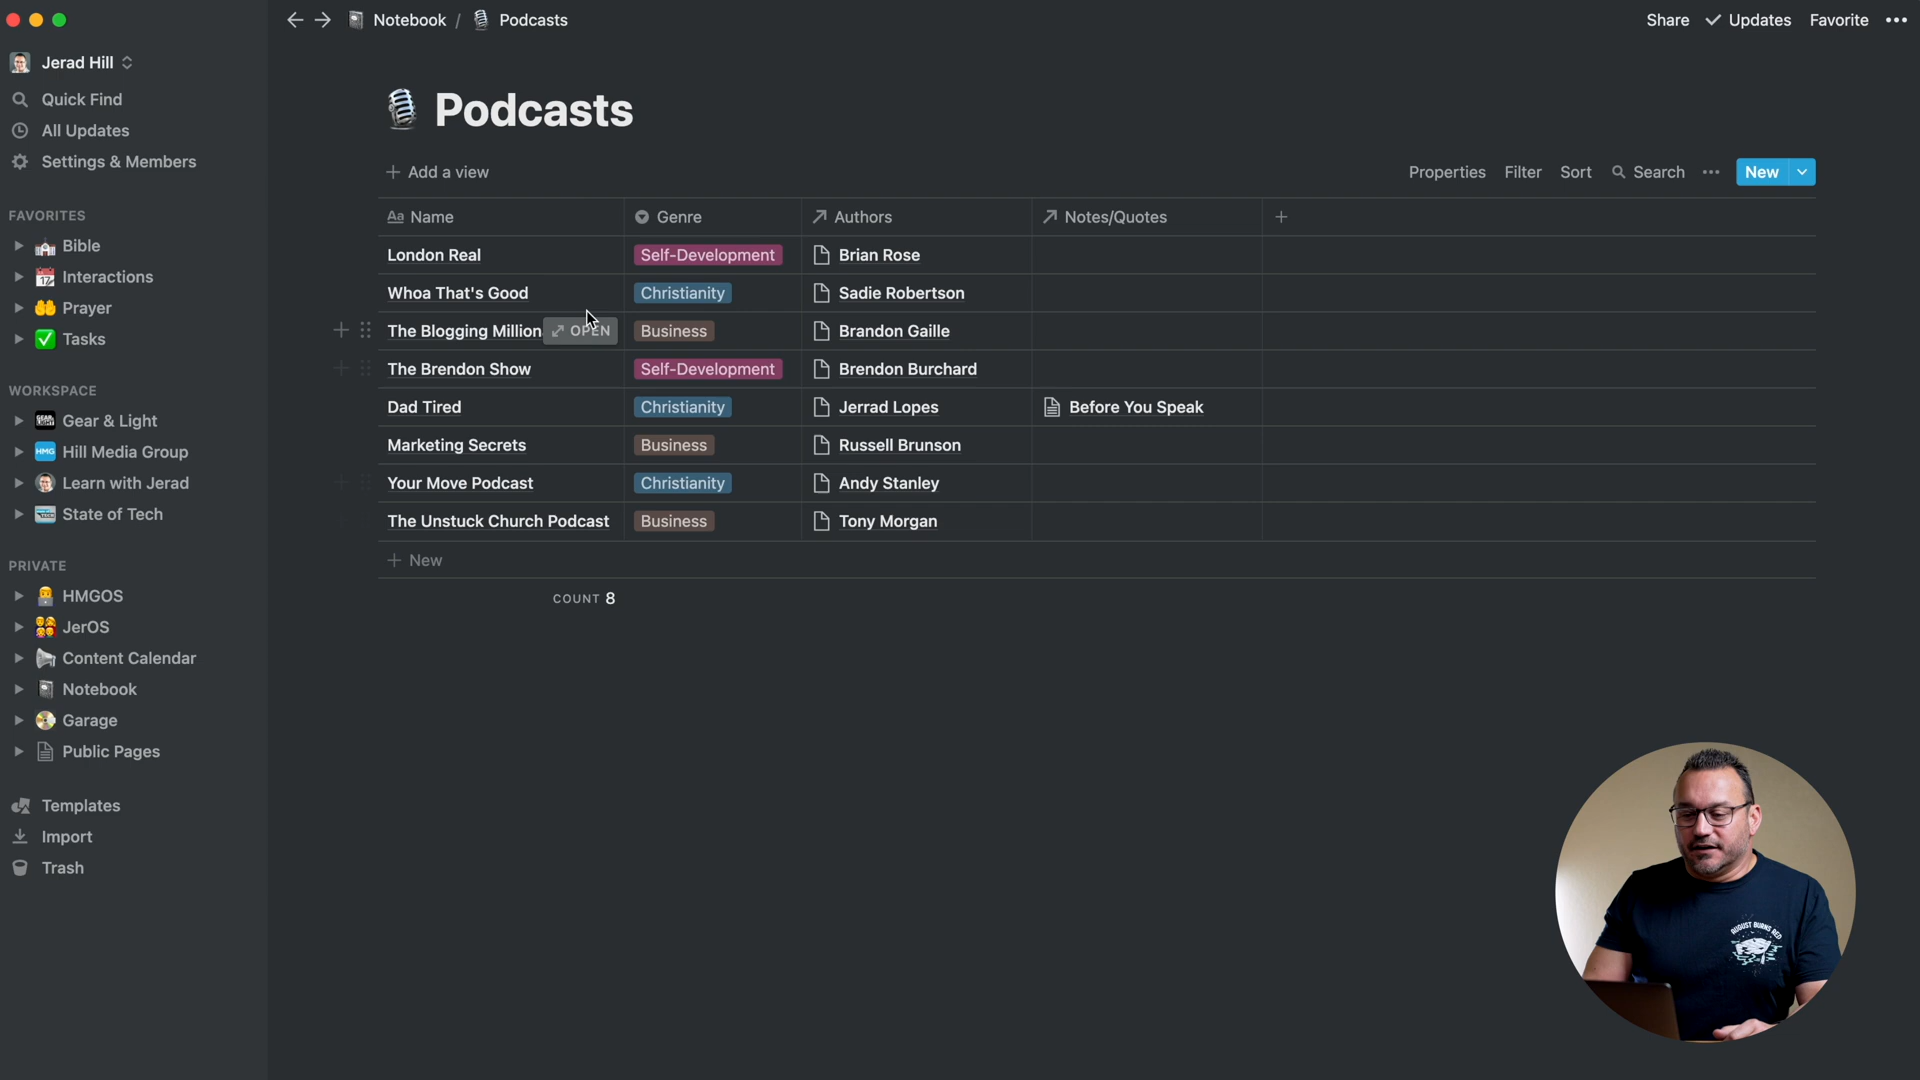 Notebook / Podcasts
Share Updates Favorite
Jerad Hill
Quick Find
All Updates
Settings & Members
FAVORITES
Bible
Interactions
Prayer
Tasks
WORKSPACE
Gear & Light
HMG Hill Media Group
Learn with Jerad
State of Tech
PRIVATE
HMGOS
JerOS
Content Calendar
Notebook
Garage
Public Pages
Templates
Import
Trash
Podcasts
+ Add a view
Properties Filter Sort Search New
Aa Name Genre Authors Notes/Quotes
London Real Self-Development Brian Rose
Whoa That's Good Christianity Sadie Robertson
The Blogging Million OPEN Business Brandon Gaille
The Brendon Show Self-Development Brendon Burchard
Dad Tired Christianity Jerrad Lopes Before You Speak
Marketing Secrets Business Russell Brunson
Your Move Podcast Christianity Andy Stanley
The Unstuck Church Podcast Business Tony Morgan
+ New
COUNT 8
AUGUST BURNS RED